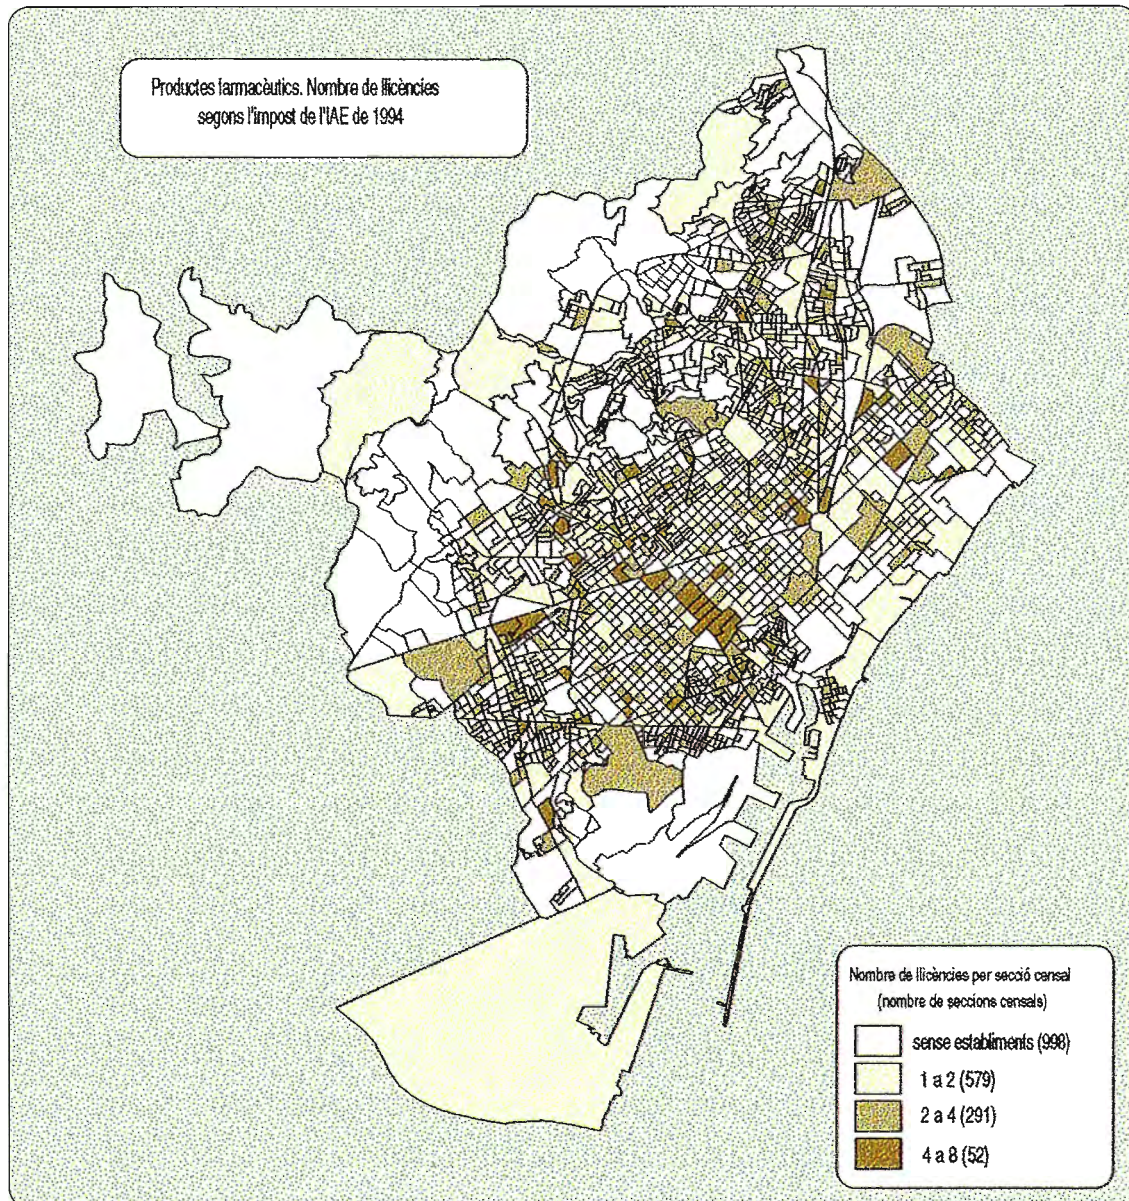 Productes farmacèutics. Nombre de llicències
segons l'impost de l'IAE de 1994
Nombre de llicències per secció censal
(nombre de seccions censals)
sense establiments (998)
1 a 2 (579)
2 a 4 (291)
4 a 8 (52)